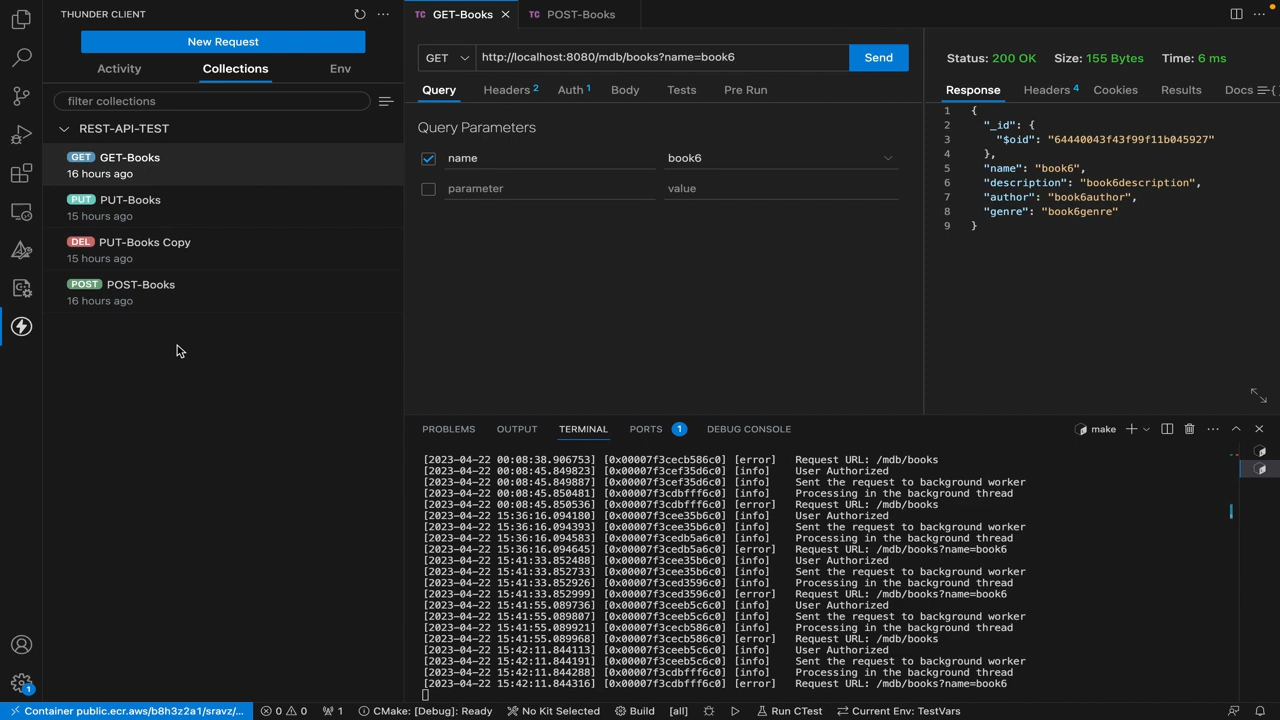 THUNDER CLIENT
New Request
Activity Collections Env
filter collections
REST-API-TEST
GET GET-Books
16 hours ago
PUT PUT-Books
15 hours ago
DEL PUT-Books Copy
15 hours ago
POST POST-Books
16 hours ago
TC GET-Books TC POST-Books
GET http://localhost:8080/mdb/books?name=book6 Send
Query Headers 2 Auth 1 Body Tests Pre Run
Query Parameters
name book6
parameter value
Status: 200 OK Size: 155 Bytes Time: 6 ms
Response Headers 4 Cookies Results Docs {
1 {
2 "_id": {
3 "$oid": "64440043f43f99f11b045927"
4 },
5 "name": "book6",
6 "description": "book6description",
7 "author": "book6author",
8 "genre": "book6genre"
9 }
PROBLEMS OUTPUT TERMINAL PORTS 1 DEBUG CONSOLE make
[2023-04-22 00:08:38.906753] [0x00007f3cecb586c0] [error] Request URL: /mdb/books
[2023-04-22 00:08:45.849823] [0x00007f3cef35d6c0] [info] User Authorized
[2023-04-22 00:08:45.849887] [0x00007f3cef35d6c0] [info] Sent the request to background worker
[2023-04-22 00:08:45.850481] [0x00007f3cdbfff6c0] [info] Processing in the background thread
[2023-04-22 00:08:45.850536] [0x00007f3cdbfff6c0] [error] Request URL: /mdb/books
[2023-04-22 15:36:16.094180] [0x00007f3cee35b6c0] [info] User Authorized
[2023-04-22 15:36:16.094393] [0x00007f3cee35b6c0] [info] Sent the request to background worker
[2023-04-22 15:36:16.094583] [0x00007f3cedb5a6c0] [info] Processing in the background thread
[2023-04-22 15:36:16.094645] [0x00007f3cedb5a6c0] [error] Request URL: /mdb/books?name=book6
[2023-04-22 15:41:33.852488] [0x00007f3cee35b6c0] [info] User Authorized
[2023-04-22 15:41:33.852733] [0x00007f3cee35b6c0] [info] Sent the request to background worker
[2023-04-22 15:41:33.852926] [0x00007f3ced3596c0] [info] Processing in the background thread
[2023-04-22 15:41:33.852999] [0x00007f3ced3596c0] [error] Request URL: /mdb/books?name=book6
[2023-04-22 15:41:55.089736] [0x00007f3ceeb5c6c0] [info] User Authorized
[2023-04-22 15:41:55.089807] [0x00007f3ceeb5c6c0] [info] Sent the request to background worker
[2023-04-22 15:41:55.089921] [0x00007f3cecb586c0] [info] Processing in the background thread
[2023-04-22 15:41:55.089968] [0x00007f3cecb586c0] [error] Request URL: /mdb/books
[2023-04-22 15:42:11.844113] [0x00007f3ceeb5c6c0] [info] User Authorized
[2023-04-22 15:42:11.844191] [0x00007f3ceeb5c6c0] [info] Sent the request to background worker
[2023-04-22 15:42:11.844288] [0x00007f3cdbfff6c0] [info] Processing in the background thread
[2023-04-22 15:42:11.844316] [0x00007f3cdbfff6c0] [error] Request URL: /mdb/books?name=book6
1
Container public.ecr.aws/b8h3z2a1/sravz/... 0 0 1 CMake: [Debug]: Ready No Kit Selected Build [all] Run CTest Current Env: TestVars